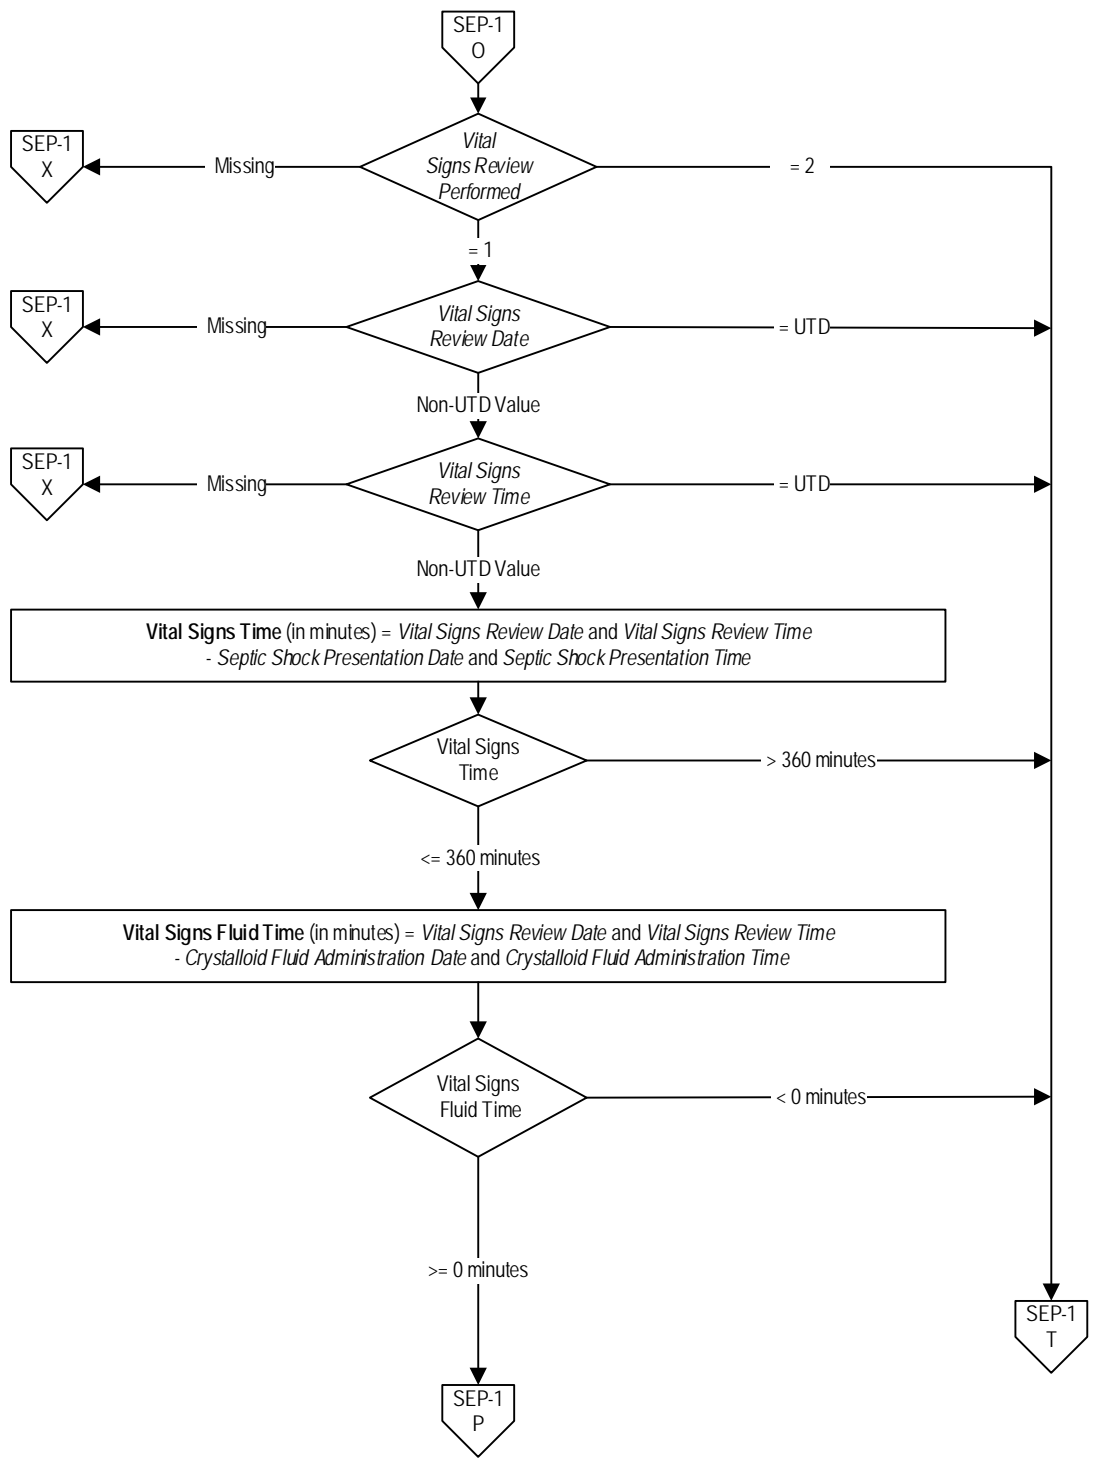 SEP-1
O
SEP-1
X
Missing
Vital
Signs Review
Performed
= 2
= 1
SEP-1
X
Missing
Vital Signs
Review Date
= UTD
Non-UTD Value
SEP-1
X
Missing
Vital Signs
Review Time
= UTD
Non-UTD Value
Vital Signs Time (in minutes) = Vital Signs Review Date and Vital Signs Review Time
- Septic Shock Presentation Date and Septic Shock Presentation Time
Vital Signs
Time
> 360 minutes
<= 360 minutes
Vital Signs Fluid Time (in minutes) = Vital Signs Review Date and Vital Signs Review Time
- Crystalloid Fluid Administration Date and Crystalloid Fluid Administration Time
Vital Signs
Fluid Time
< 0 minutes
>= 0 minutes
SEP-1
T
SEP-1
P